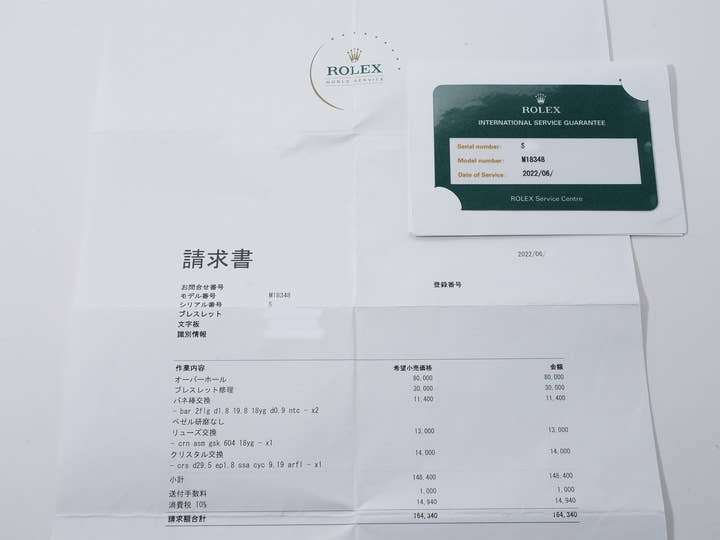 ROLEX
WORLD SERVICE
ROLEX
INTERNATIONAL SERVICE GUARANTEE
Serial number: S
Model number: M18348
Date of Service: 2022/06/
ROLEX Service Centre
請求書
2022/06/
お問合せ番号
モデル番号 M18348
登録番号
シリアル番号 S
ブレスレット
文字板
識別情報
作業内容 希望小売価格 金額
オーバーホール 80,000 80,000
ブレスレット修理 30,000 30,000
バネ棒交換 11,400 11,400
- bar 2flg d1.8 19.8 18yg d0.9 ntc - x2
ベゼル研磨なし
リューズ交換 13,000 13,000
- crn asm gsk 604 18yg - x1
クリスタル交換 14,000 14,000
- crs d29.5 ep1.8 ssa cyc 9.19 arfl - x1
小計 148,400 148,400
送付手数料 1,000 1,000
消費税 10% 14,940 14,940
請求額合計 164,340 164,340